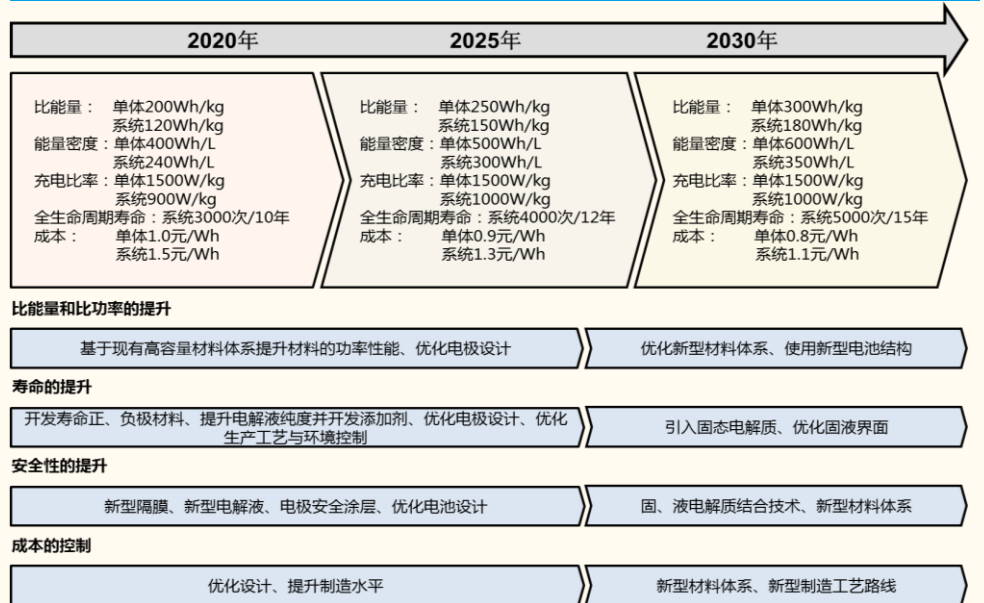 2020年 2025年 2030年
比能量： 单体200Wh/kg
系统120Wh/kg
能量密度：单体400Wh/L
系统240Wh/L
充电比率：单体1500W/kg
系统900W/kg
全生命周期寿命：系统3000次/10年
成本： 单体1.0元/Wh
系统1.5元/Wh
比能量： 单体250Wh/kg
系统150Wh/kg
能量密度：单体500Wh/L
系统300Wh/L
充电比率：单体1500W/kg
系统1000W/kg
全生命周期寿命：系统4000次/12年
成本： 单体0.9元/Wh
系统1.3元/Wh
比能量： 单体300Wh/kg
系统180Wh/kg
能量密度：单体600Wh/L
系统350Wh/L
充电比率：单体1500W/kg
系统1000W/kg
全生命周期寿命：系统5000次/15年
成本： 单体0.8元/Wh
系统1.1元/Wh
比能量和比功率的提升
基于现有高容量材料体系提升材料的功率性能、优化电极设计
优化新型材料体系、使用新型电池结构
寿命的提升
开发寿命正、负极材料、提升电解液纯度并开发添加剂、优化电极设计、优化
生产工艺与环境控制
引入固态电解质、优化固液界面
安全性的提升
新型隔膜、新型电解液、电极安全涂层、优化电池设计
固、液电解质结合技术、新型材料体系
成本的控制
优化设计、提升制造水平
新型材料体系、新型制造工艺路线